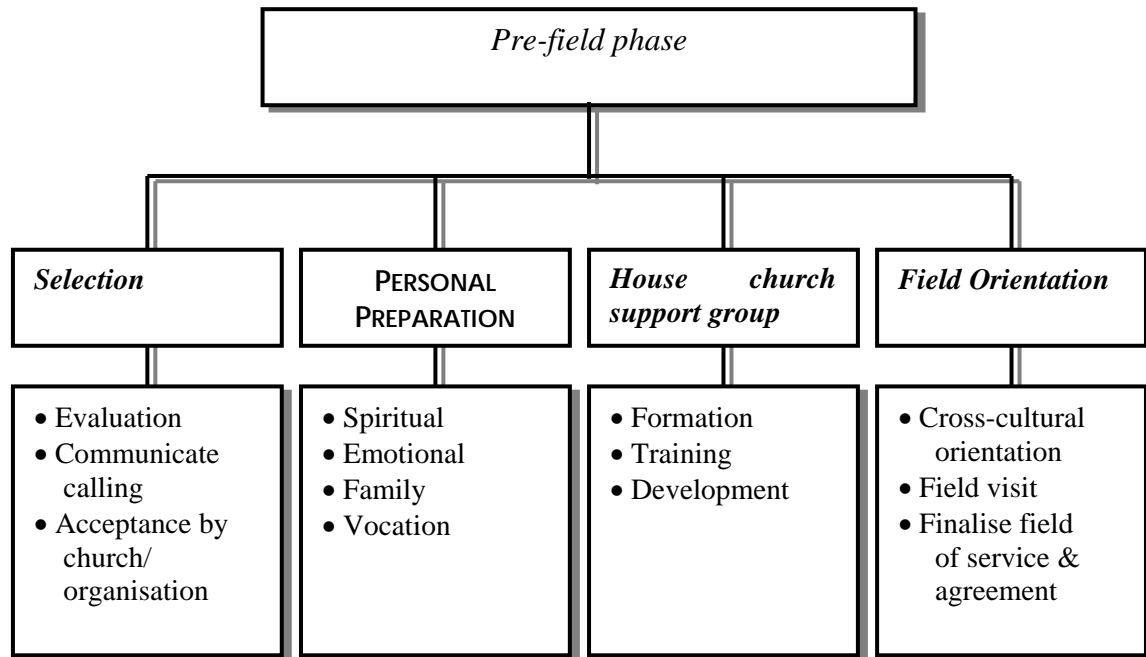 Pre-field phase
Selection
PERSONAL
PREPARATION
House church
support group
Field Orientation
• Evaluation
• Communicate
calling
• Acceptance by
church/
organisation
• Spiritual
• Emotional
• Family
• Vocation
• Formation
• Training
• Development
• Cross-cultural
orientation
• Field visit
• Finalise field
of service &
agreement